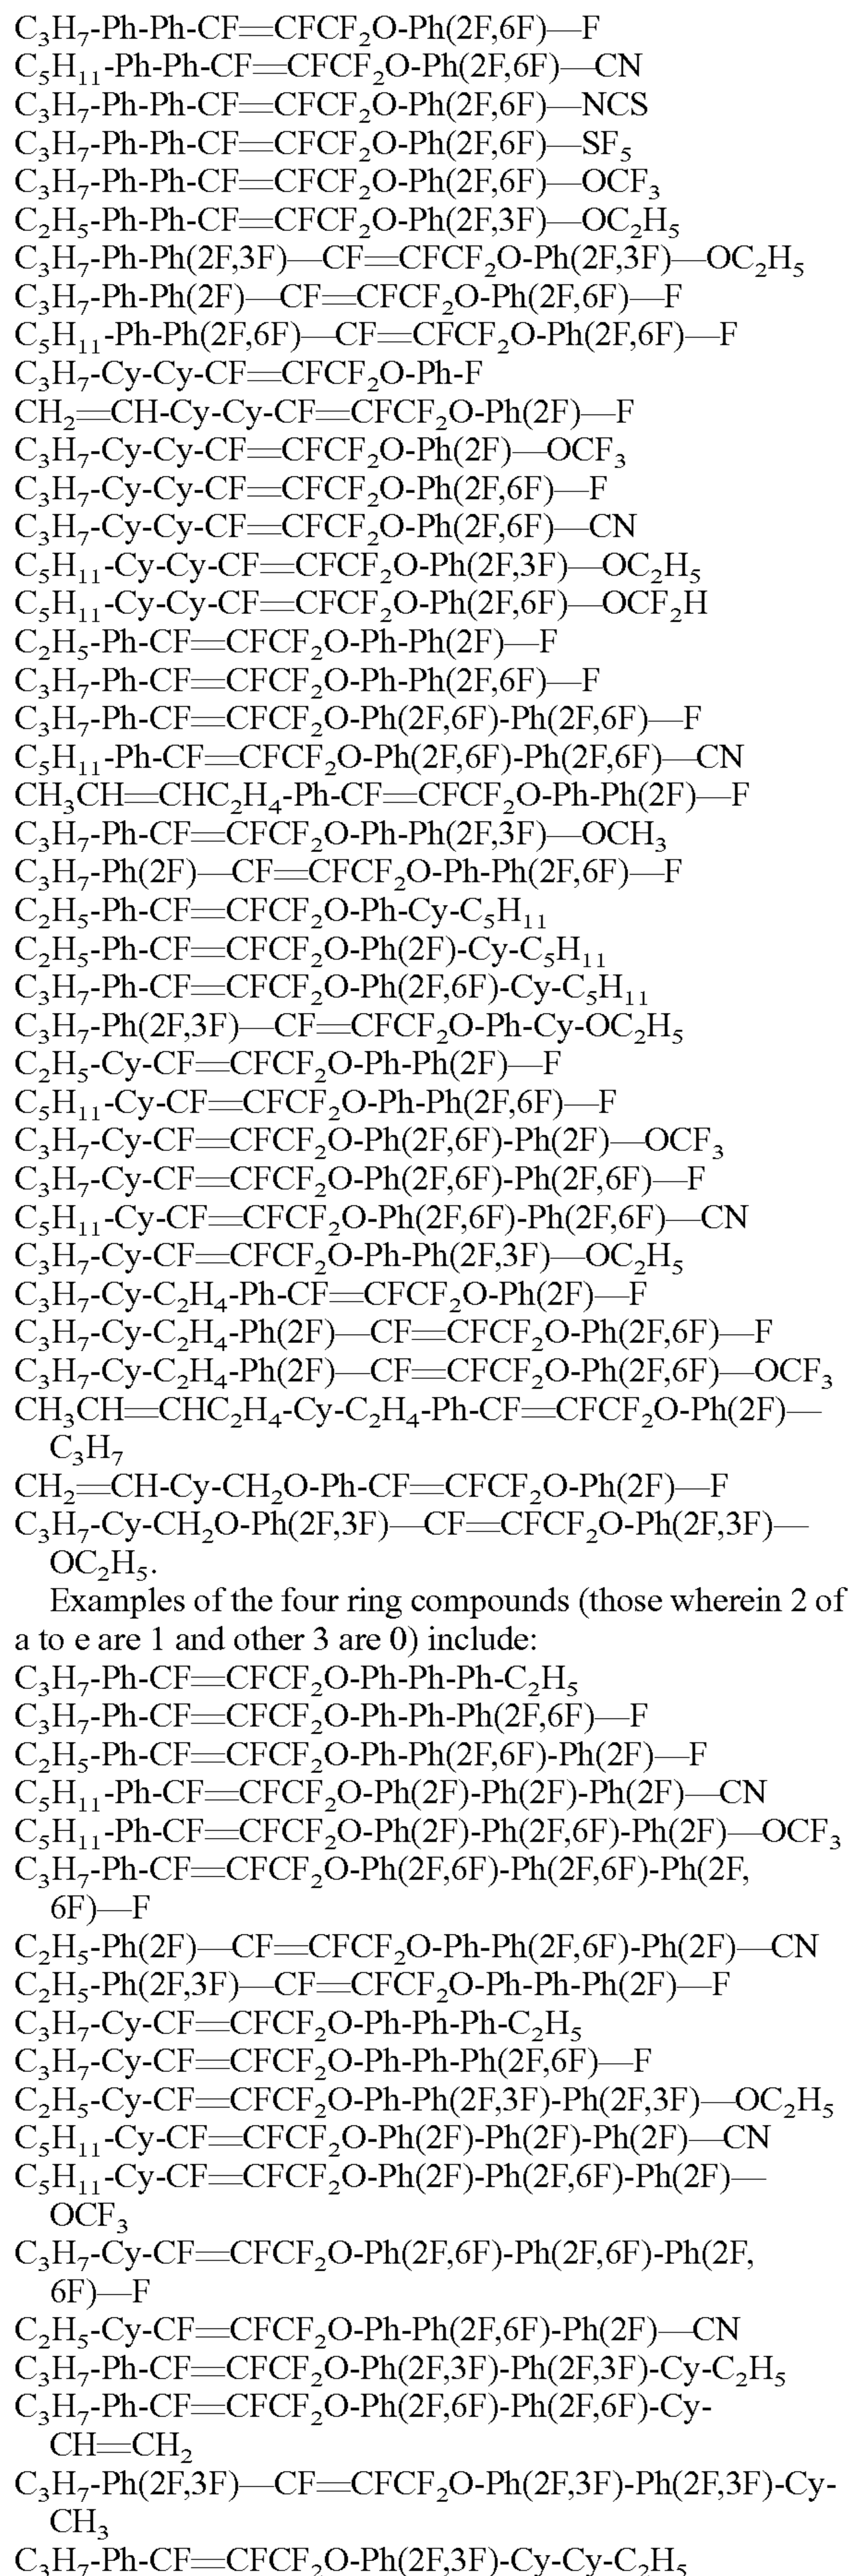 C₃H₇-Ph-Ph-CF═CFCF₂O-Ph(2F,6F)—F
C₅H₁₁-Ph-Ph-CF═CFCF₂O-Ph(2F,6F)—CN
C₃H₇-Ph-Ph-CF═CFCF₂O-Ph(2F,6F)—NCS
C₃H₇-Ph-Ph-CF═CFCF₂O-Ph(2F,6F)—SF₅
C₃H₇-Ph-Ph-CF═CFCF₂O-Ph(2F,6F)—OCF₃
C₂H₅-Ph-Ph-CF═CFCF₂O-Ph(2F,3F)—OC₂H₅
C₃H₇-Ph-Ph(2F,3F)—CF═CFCF₂O-Ph(2F,3F)—OC₂H₅
C₃H₇-Ph-Ph(2F)—CF═CFCF₂O-Ph(2F,6F)—F
C₅H₁₁-Ph-Ph(2F,6F)—CF═CFCF₂O-Ph(2F,6F)—F
C₃H₇-Cy-Cy-CF═CFCF₂O-Ph-F
CH₂═CH-Cy-Cy-CF═CFCF₂O-Ph(2F)—F
C₃H₇-Cy-Cy-CF═CFCF₂O-Ph(2F)—OCF₃
C₃H₇-Cy-Cy-CF═CFCF₂O-Ph(2F,6F)—F
C₃H₇-Cy-Cy-CF═CFCF₂O-Ph(2F,6F)—CN
C₅H₁₁-Cy-Cy-CF═CFCF₂O-Ph(2F,3F)—OC₂H₅
C₅H₁₁-Cy-Cy-CF═CFCF₂O-Ph(2F,6F)—OCF₂H
C₂H₅-Ph-CF═CFCF₂O-Ph-Ph(2F)—F
C₃H₇-Ph-CF═CFCF₂O-Ph-Ph(2F,6F)—F
C₃H₇-Ph-CF═CFCF₂O-Ph(2F,6F)-Ph(2F,6F)—F
C₅H₁₁-Ph-CF═CFCF₂O-Ph(2F,6F)-Ph(2F,6F)—CN
CH₃CH═CHC₂H₄-Ph-CF═CFCF₂O-Ph-Ph(2F)—F
C₃H₇-Ph-CF═CFCF₂O-Ph-Ph(2F,3F)—OCH₃
C₃H₇-Ph(2F)—CF═CFCF₂O-Ph-Ph(2F,6F)—F
C₂H₅-Ph-CF═CFCF₂O-Ph-Cy-C₅H₁₁
C₂H₅-Ph-CF═CFCF₂O-Ph(2F)-Cy-C₅H₁₁
C₃H₇-Ph-CF═CFCF₂O-Ph(2F,6F)-Cy-C₅H₁₁
C₃H₇-Ph(2F,3F)—CF═CFCF₂O-Ph-Cy-OC₂H₅
C₂H₅-Cy-CF═CFCF₂O-Ph-Ph(2F)—F
C₅H₁₁-Cy-CF═CFCF₂O-Ph-Ph(2F,6F)—F
C₃H₇-Cy-CF═CFCF₂O-Ph(2F,6F)-Ph(2F)—OCF₃
C₃H₇-Cy-CF═CFCF₂O-Ph(2F,6F)-Ph(2F,6F)—F
C₅H₁₁-Cy-CF═CFCF₂O-Ph(2F,6F)-Ph(2F,6F)—CN
C₃H₇-Cy-CF═CFCF₂O-Ph-Ph(2F,3F)—OC₂H₅
C₃H₇-Cy-C₂H₄-Ph-CF═CFCF₂O-Ph(2F)—F
C₃H₇-Cy-C₂H₄-Ph(2F)—CF═CFCF₂O-Ph(2F,6F)—F
C₃H₇-Cy-C₂H₄-Ph(2F)—CF═CFCF₂O-Ph(2F,6F)—OCF₃
CH₃CH═CHC₂H₄-Cy-C₂H₄-Ph-CF═CFCF₂O-Ph(2F)—
C₃H₇
CH₂═CH-Cy-CH₂O-Ph-CF═CFCF₂O-Ph(2F)—F
C₃H₇-Cy-CH₂O-Ph(2F,3F)—CF═CFCF₂O-Ph(2F,3F)—
OC₂H₅.
Examples of the four ring compounds (those wherein 2 of
a to e are 1 and other 3 are 0) include:
C₃H₇-Ph-CF═CFCF₂O-Ph-Ph-Ph-C₂H₅
C₃H₇-Ph-CF═CFCF₂O-Ph-Ph-Ph(2F,6F)—F
C₂H₅-Ph-CF═CFCF₂O-Ph-Ph(2F,6F)-Ph(2F)—F
C₅H₁₁-Ph-CF═CFCF₂O-Ph(2F)-Ph(2F)-Ph(2F)—CN
C₅H₁₁-Ph-CF═CFCF₂O-Ph(2F)-Ph(2F,6F)-Ph(2F)—OCF₃
C₃H₇-Ph-CF═CFCF₂O-Ph(2F,6F)-Ph(2F,6F)-Ph(2F,
6F)—F
C₂H₅-Ph(2F)—CF═CFCF₂O-Ph-Ph(2F,6F)-Ph(2F)—CN
C₂H₅-Ph(2F,3F)—CF═CFCF₂O-Ph-Ph-Ph(2F)—F
C₃H₇-Cy-CF═CFCF₂O-Ph-Ph-Ph-C₂H₅
C₃H₇-Cy-CF═CFCF₂O-Ph-Ph-Ph(2F,6F)—F
C₂H₅-Cy-CF═CFCF₂O-Ph-Ph(2F,3F)-Ph(2F,3F)—OC₂H₅
C₅H₁₁-Cy-CF═CFCF₂O-Ph(2F)-Ph(2F)-Ph(2F)—CN
C₅H₁₁-Cy-CF═CFCF₂O-Ph(2F)-Ph(2F,6F)-Ph(2F)—
OCF₃
C₃H₇-Cy-CF═CFCF₂O-Ph(2F,6F)-Ph(2F,6F)-Ph(2F,
6F)—F
C₂H₅-Cy-CF═CFCF₂O-Ph-Ph(2F,6F)-Ph(2F)—CN
C₃H₇-Ph-CF═CFCF₂O-Ph(2F,3F)-Ph(2F,3F)-Cy-C₂H₅
C₃H₇-Ph-CF═CFCF₂O-Ph(2F,6F)-Ph(2F,6F)-Cy-
CH═CH₂
C₃H₇-Ph(2F,3F)—CF═CFCF₂O-Ph(2F,3F)-Ph(2F,3F)-Cy-
CH₃
C₃H₇-Ph-CF═CFCF₂O-Ph(2F,3F)-Cy-Cy-C₂H₅